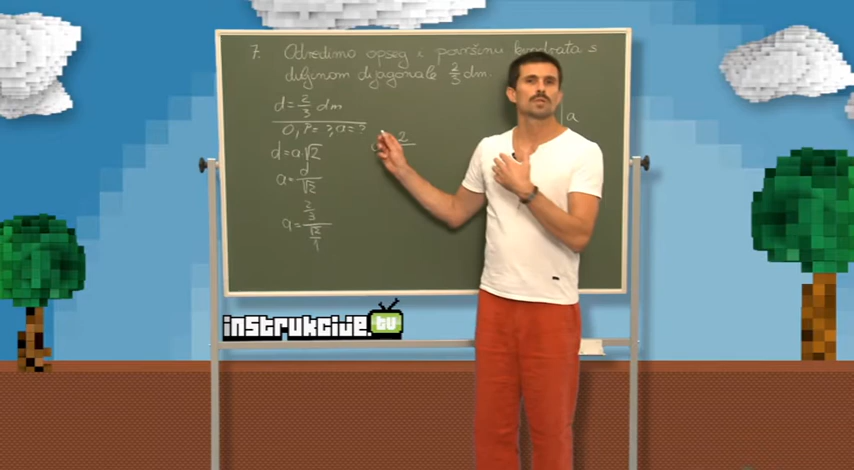 7. Odredimo opseg i površinu kvadrata s
duljinom dijagonale 2/3 dm.
d = 2/3 dm
O, P = ?, a = ?
d = a√2
a = d/√2
a = 2/3 / √2/1
2
a
instrukcije.tv